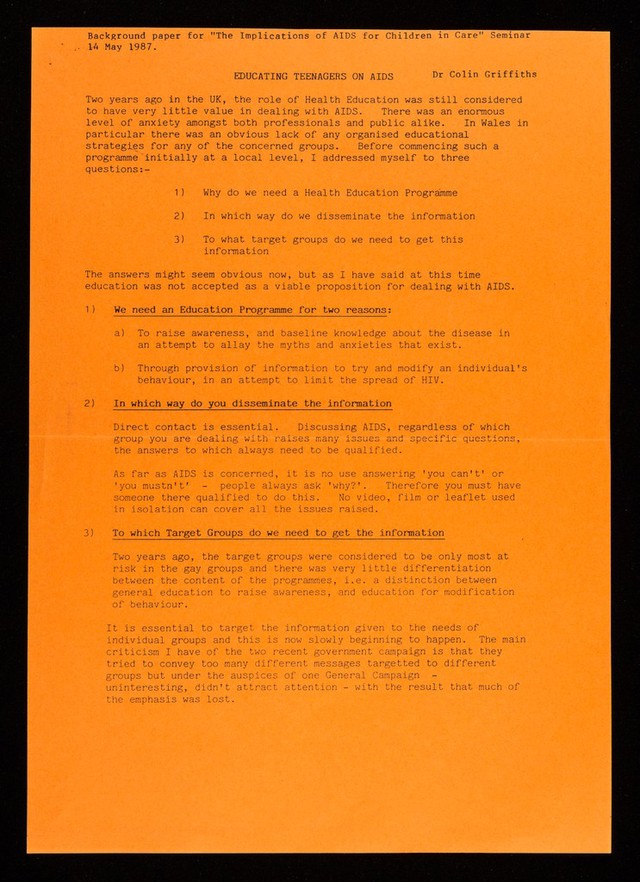 Background paper for "The Implications of AIDS for Children in Care" Seminar
14 May 1987.
EDUCATING TEENAGERS ON AIDS Dr Colin Griffiths
Two years ago in the UK, the role of Health Education was still considered
to have very little value in dealing with AIDS. There was an enormous
level of anxiety amongst both professionals and public alike. In Wales in
particular there was an obvious lack of any organised educational
strategies for any of the concerned groups. Before commencing such a
programme initially at a local level, I addressed myself to three
questions:-
1) Why do we need a Health Education Programme
2) In which way do we disseminate the information
3) To what target groups do we need to get this
information
The answers might seem obvious now, but as I have said at this time
education was not accepted as a viable proposition for dealing with AIDS.
1) We need an Education Programme for two reasons:
a) To raise awareness, and baseline knowledge about the disease in
an attempt to allay the myths and anxieties that exist.
b) Through provision of information to try and modify an individual's
behaviour, in an attempt to limit the spread of HIV.
2) In which way do you disseminate the information
Direct contact is essential. Discussing AIDS, regardless of which
group you are dealing with raises many issues and specific questions,
the answers to which always need to be qualified.
As far as AIDS is concerned, it is no use answering 'you can't' or
'you mustn't' - people always ask 'why?'. Therefore you must have
someone there qualified to do this. No video, film or leaflet used
in isolation can cover all the issues raised.
3) To which Target Groups do we need to get the information
Two years ago, the target groups were considered to be only most at
risk in the gay groups and there was very little differentiation
between the content of the programmes, i.e. a distinction between
general education to raise awareness, and education for modification
of behaviour.
It is essential to target the information given to the needs of
individual groups and this is now slowly beginning to happen. The main
criticism I have of the two recent government campaign is that they
tried to convey too many different messages targetted to different
groups but under the auspices of one General Campaign -
uninteresting, didn't attract attention - with the result that much of
the emphasis was lost.